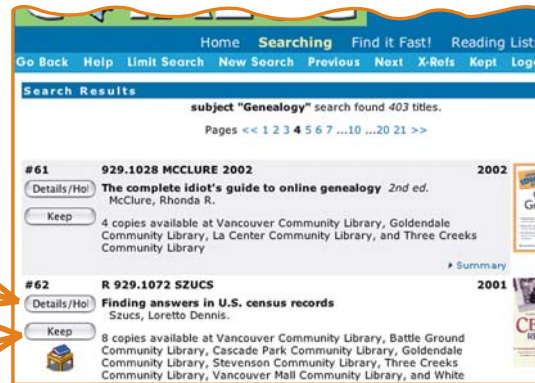 Home Searching Find it Fast! Reading List
Go Back Help Limit Search New Search Previous Next X-Refs Kept Logo
Search Results
subject "Genealogy" search found 403 titles.
Pages << 1 2 3 4 5 6 7 ...10 ...20 21 >>
#61 929.1028 MCCLURE 2002 2002
Details/Hol The complete idiot's guide to online genealogy 2nd ed.
McClure, Rhonda R.
Keep
4 copies available at Vancouver Community Library, Goldendale
Community Library, La Center Community Library, and Three Creeks
Community Library
Summary
#62 R 929.1072 SZUCS 2001
Details/Hol Finding answers in U.S. census records
Szucs, Loretto Dennis.
Keep
8 copies available at Vancouver Community Library, Battle Ground
Community Library, Cascade Park Community Library, Goldendale
Community Library, Stevenson Community Library, Three Creeks
Community Library, Vancouver Mall Community Library, and White